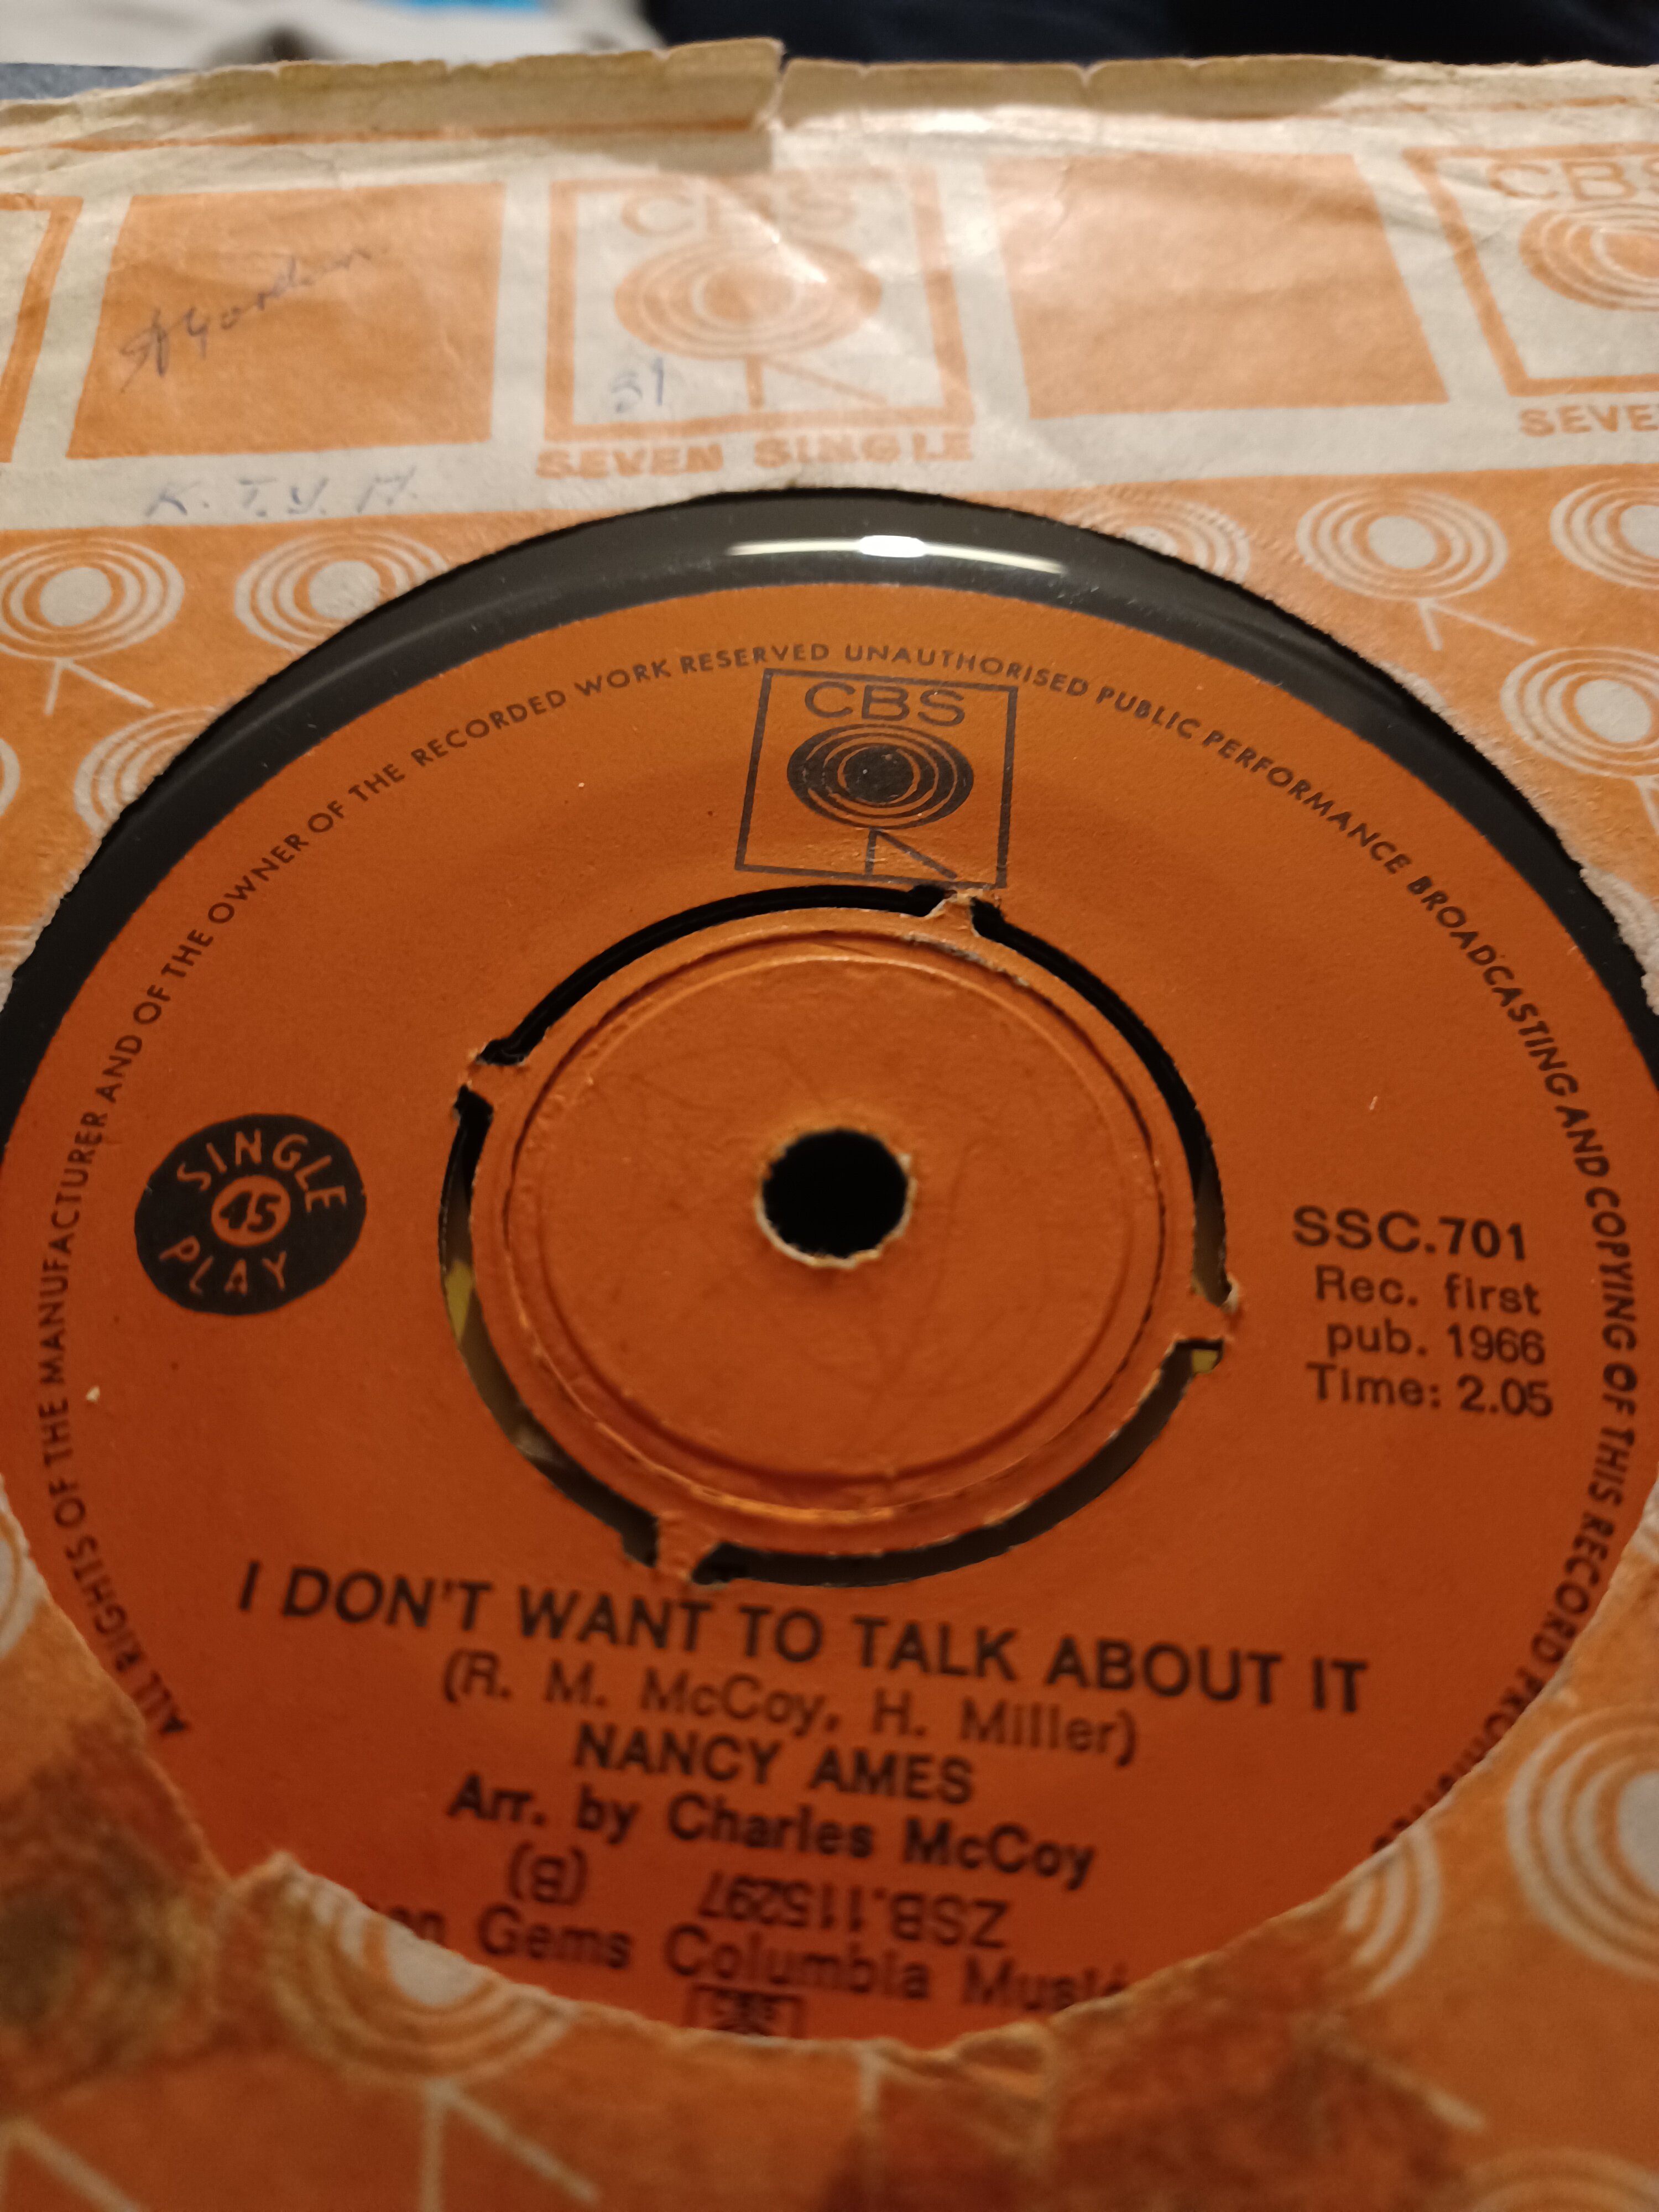 CBS
CBS
SEVEN SINGLE
SEVE
51
K. T. V. 17.
ALL RIGHTS OF THE MANUFACTURER AND OF THE OWNER OF THE RECORDED WORK RESERVED UNAUTHORISED PUBLIC PERFORMANCE BROADCASTING AND COPYING OF THIS RECORD
CBS
SINGLE
45
PLAY
SSC.701
Rec. first
pub. 1966
Time: 2.05
I DON'T WANT TO TALK ABOUT IT
(R. M. McCoy, H. Miller)
NANCY AMES
Arr. by Charles McCoy
ZSB.115297 (B)
Gems Columbia Music